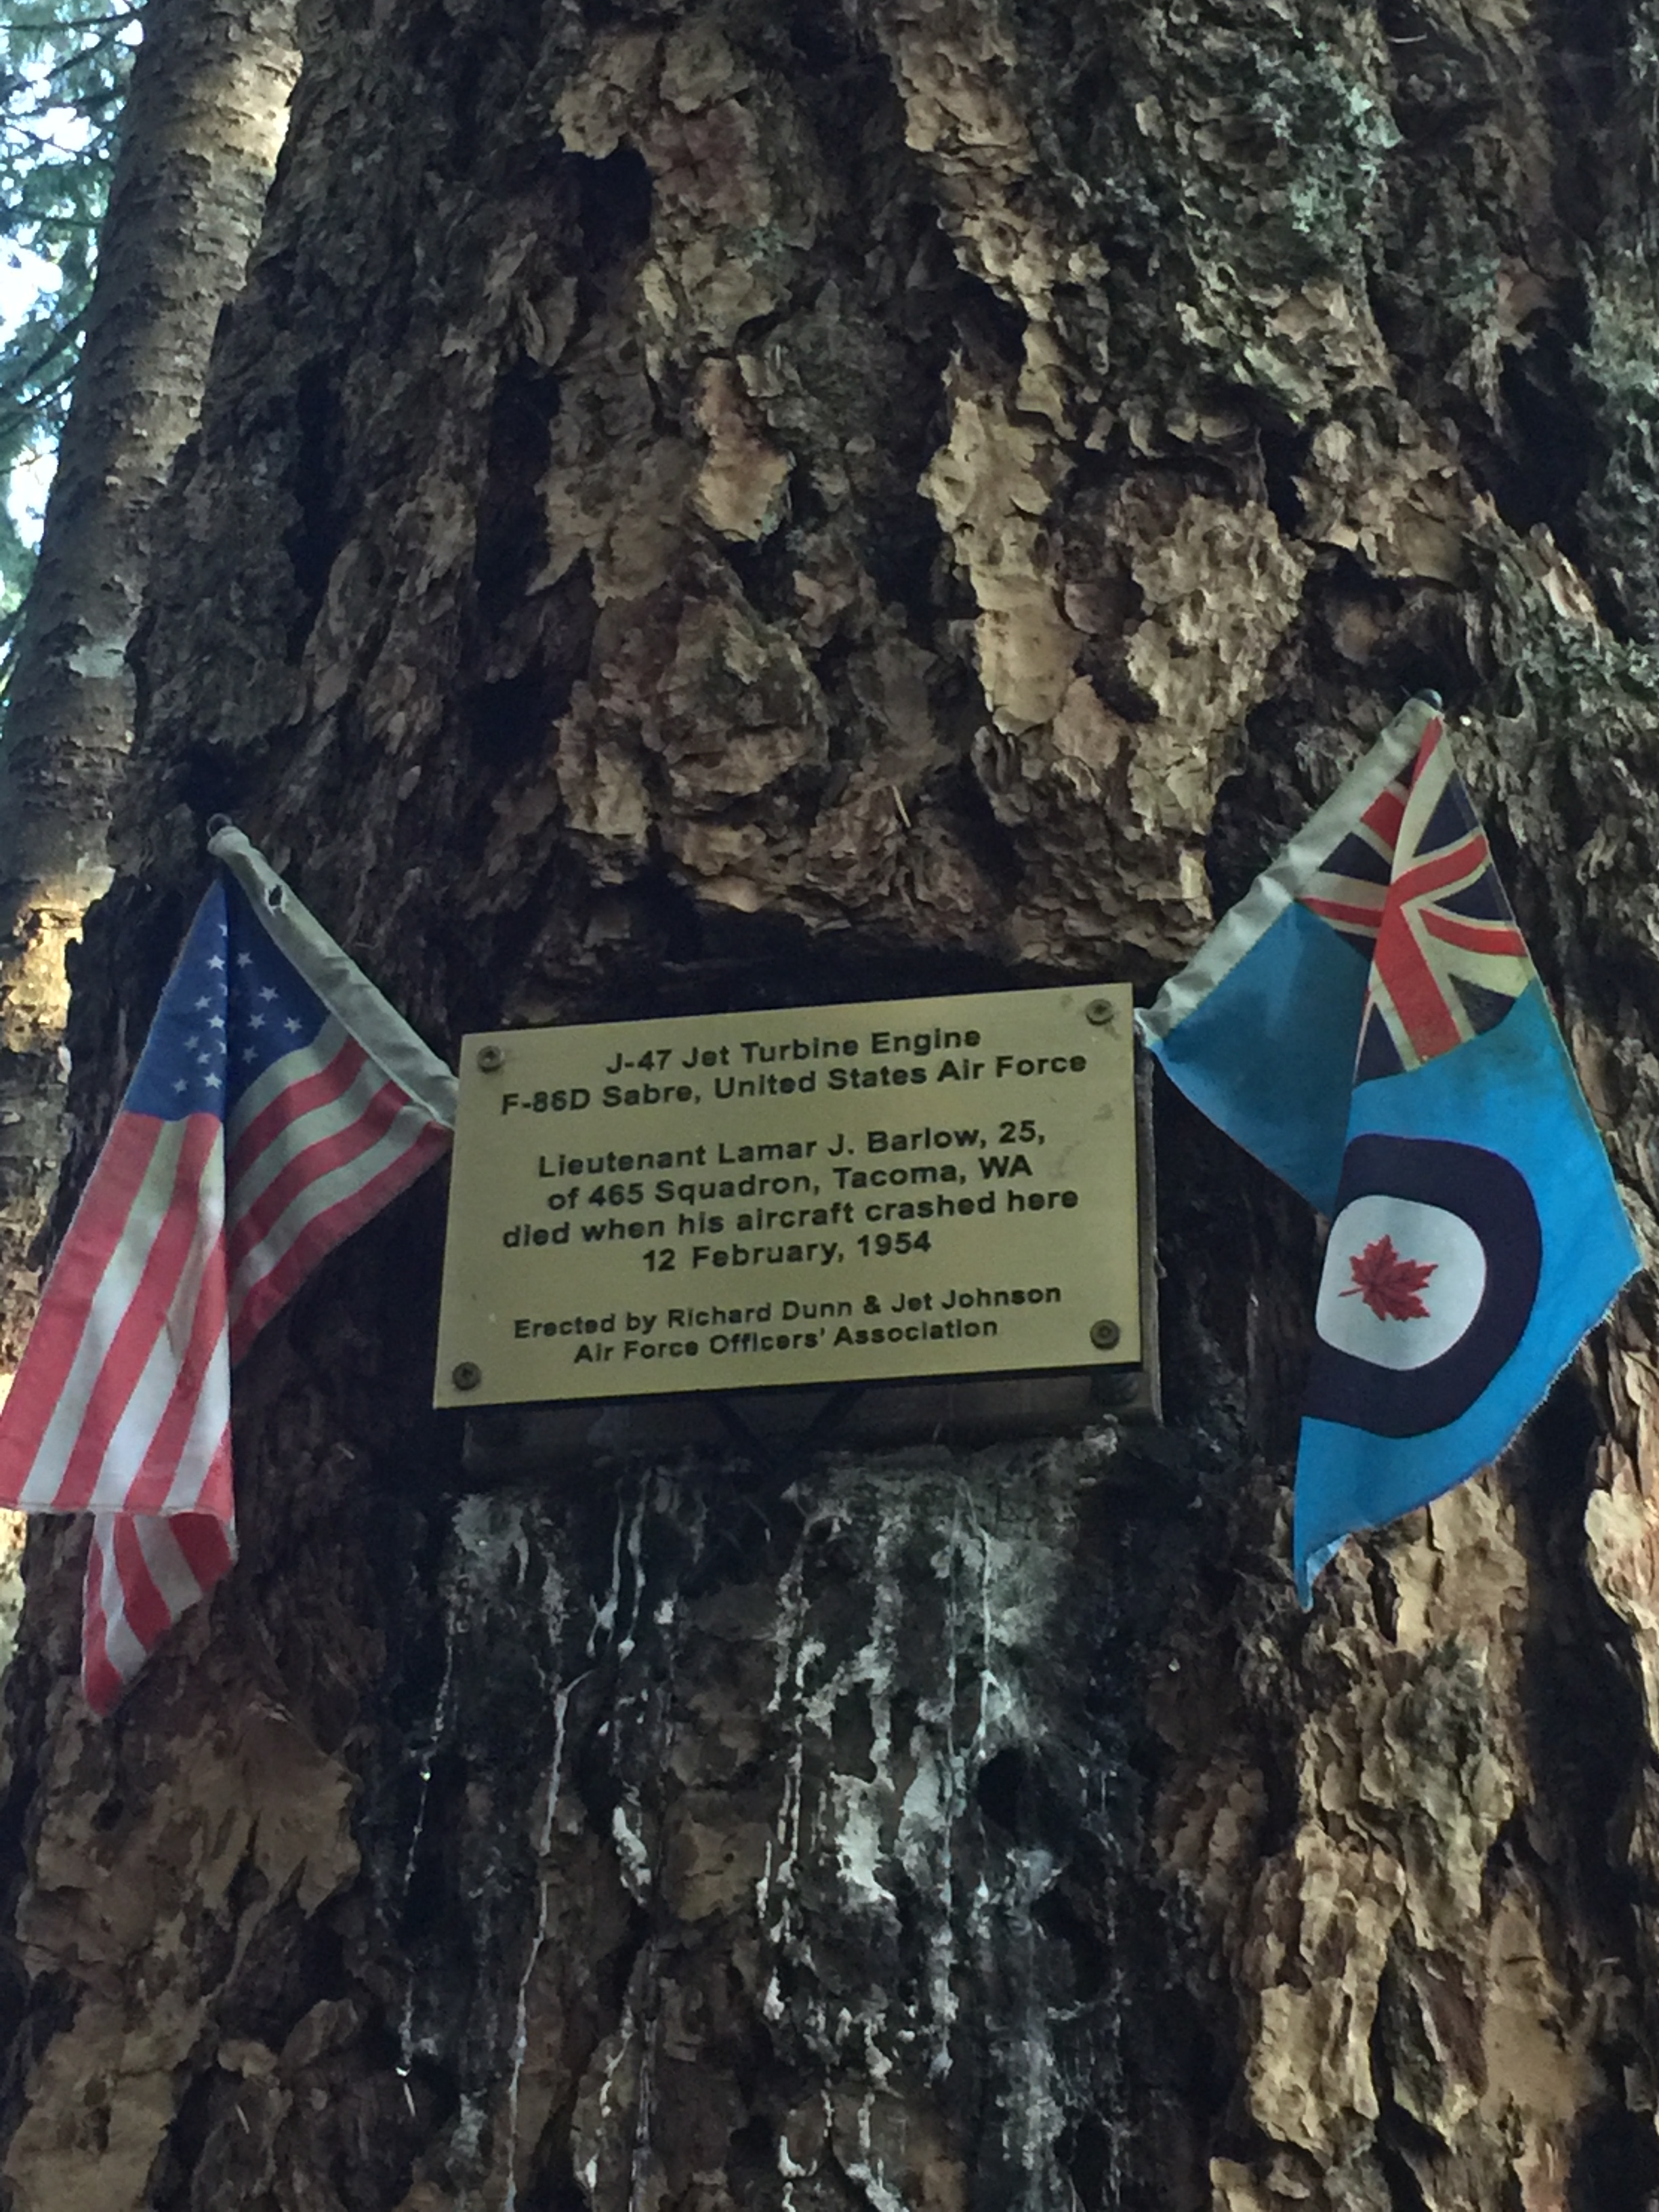 J-47 Jet Turbine Engine
F-86D Sabre, United States Air Force
Lieutenant Lamar J. Barlow, 25,
of 465 Squadron, Tacoma, WA
died when his aircraft crashed here
12 February, 1954
Erected by Richard Dunn & Jet Johnson
Air Force Officers' Association